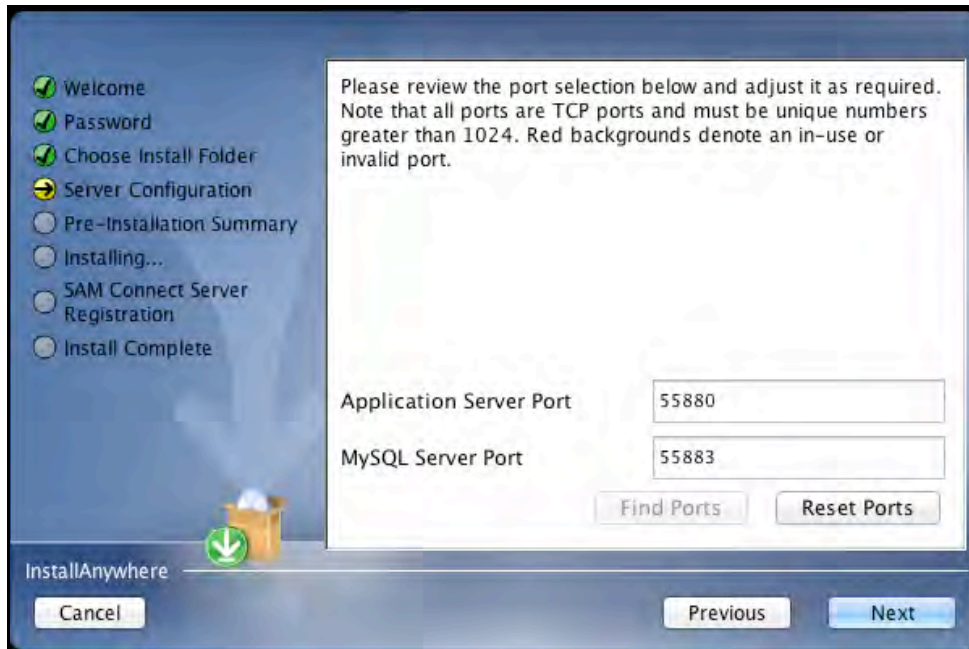 Welcome
Password
Choose Install Folder
Server Configuration
Pre-Installation Summary
Installing...
SAM Connect Server
Registration
Install Complete
Please review the port selection below and adjust it as required.
Note that all ports are TCP ports and must be unique numbers
greater than 1024. Red backgrounds denote an in-use or
invalid port.
Application Server Port 55880
MySQL Server Port 55883
Find Ports Reset Ports
InstallAnywhere
Cancel Previous Next